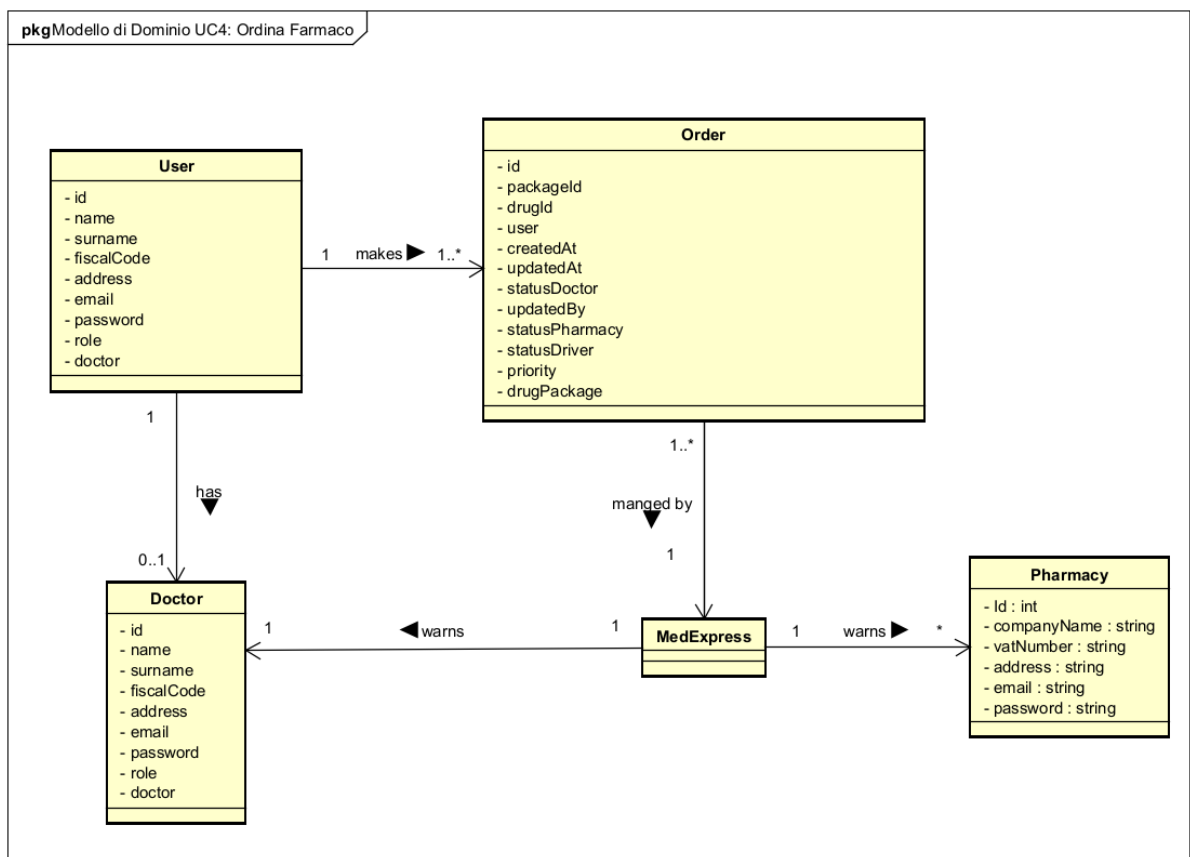 pkg Modello di Dominio UC4: Ordina Farmaco
User
- id
- name
- surname
- fiscalCode
- address
- email
- password
- role
- doctor
Order
- id
- packageId
- drugId
- user
- createdAt
- updatedAt
- statusDoctor
- updatedBy
- statusPharmacy
- statusDriver
- priority
- drugPackage
1 makes 1..*
1
has
0..1
1..*
manged by
1
Doctor
- id
- name
- surname
- fiscalCode
- address
- email
- password
- role
- doctor
1 warns 1
MedExpress
1 warns *
Pharmacy
- Id : int
- companyName : string
- vatNumber : string
- address : string
- email : string
- password : string